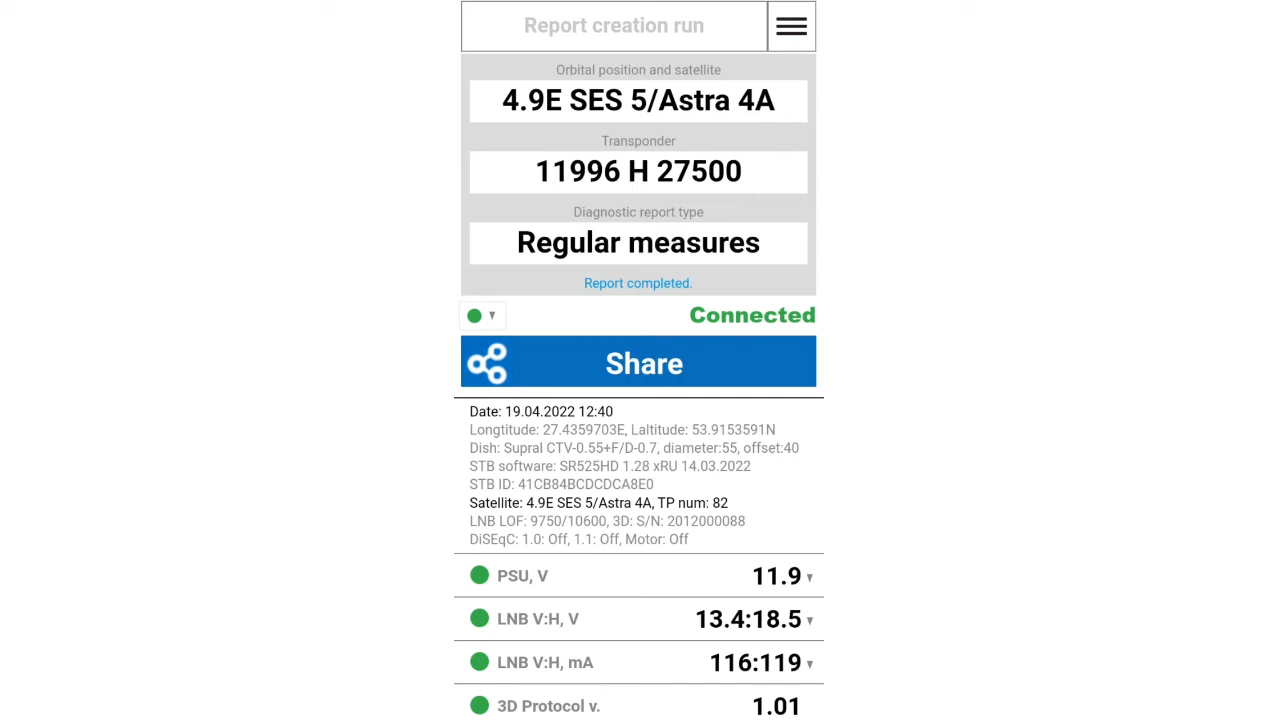 Report creation run
Orbital position and satellite
4.9E SES 5/Astra 4A
Transponder
11996 H 27500
Diagnostic report type
Regular measures
Report completed.
Connected
Share
Date: 19.04.2022 12:40
Longtitude: 27.4359703E, Laltitude: 53.9153591N
Dish: Supral CTV-0.55+F/D-0.7, diameter:55, offset:40
STB software: SR525HD 1.28 xRU 14.03.2022
STB ID: 41CB84BCDCDCA8E0
Satellite: 4.9E SES 5/Astra 4A, TP num: 82
LNB LOF: 9750/10600, 3D: S/N: 2012000088
DiSEqC: 1.0: Off, 1.1: Off, Motor: Off
PSU, V 11.9
LNB V:H, V 13.4:18.5
LNB V:H, mA 116:119
3D Protocol v. 1.01